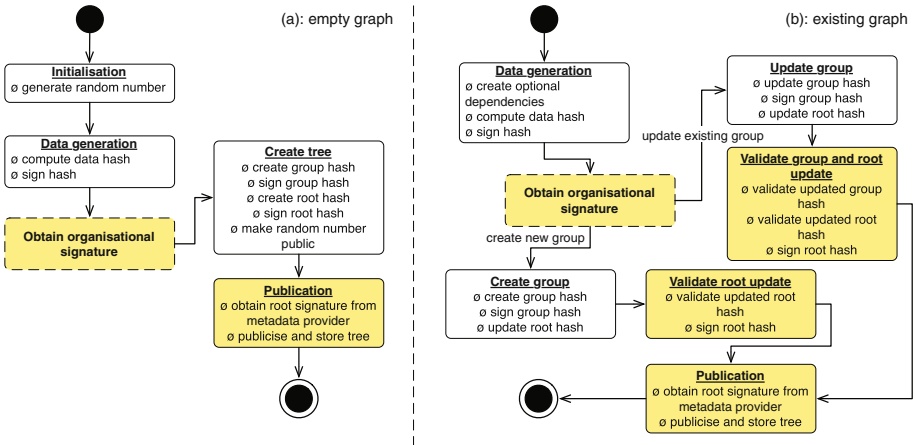 (a): empty graph
Initialisation
ø generate random number
Data generation
ø compute data hash
ø sign hash
Obtain organisational
signature
Create tree
ø create group hash
ø sign group hash
ø create root hash
ø sign root hash
ø make random number
public
Publication
ø obtain root signature from
metadata provider
ø publicise and store tree
(b): existing graph
Data generation
ø create optional
dependencies
ø compute data hash
ø sign hash
update existing group
Update group
ø update group hash
ø sign group hash
ø update root hash
Validate group and root
update
ø validate updated group
hash
ø validate updated root
hash
ø sign root hash
Obtain organisational
signature
create new group
Create group
ø create group hash
ø sign group hash
ø update root hash
Validate root update
ø validate updated root
hash
ø sign root hash
Publication
ø obtain root signature from
metadata provider
ø publicise and store tree